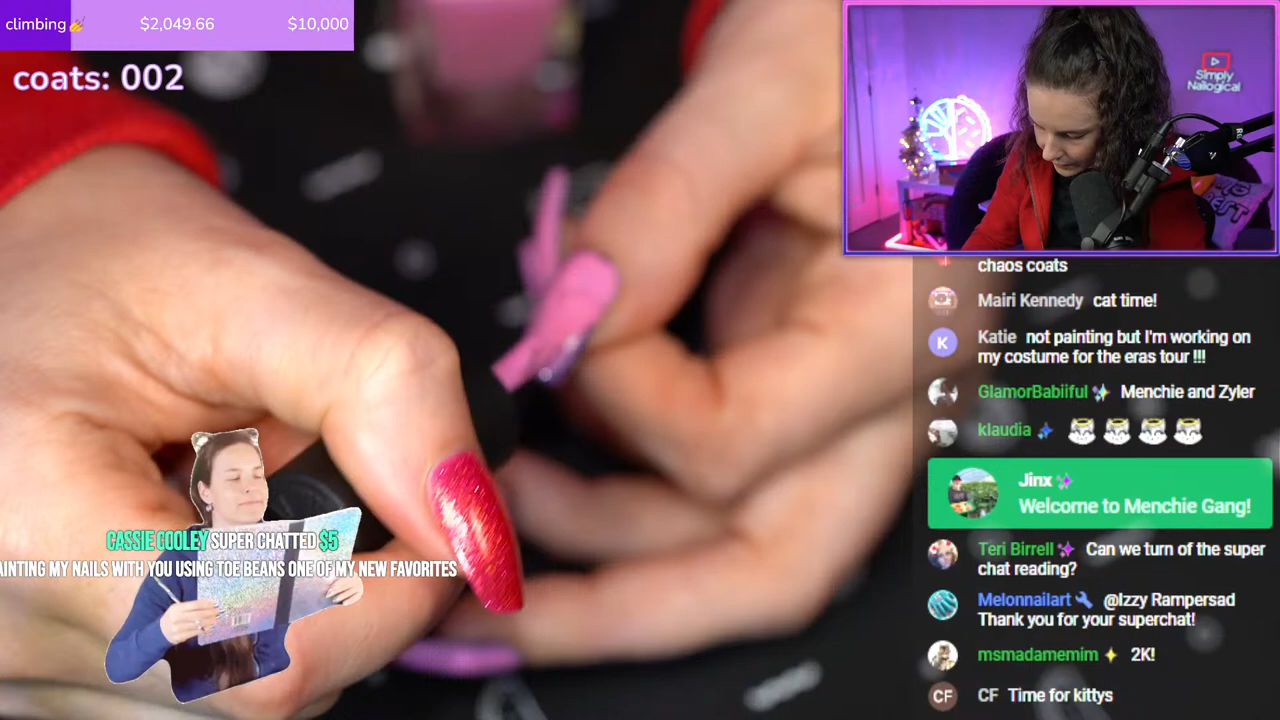 climbing💅 $2,049.66 $10,000
coats: 002
Simply
Nailogical
chaos coats
Mairi Kennedy cat time!
K Katie not painting but I'm working on
my costume for the eras tour !!!
GlamorBabiiful Menchie and Zyler
klaudia
Jinx
Welcome to Menchie Gang!
Teri Birrell Can we turn of the super
chat reading?
Melonnailart @Izzy Rampersad
Thank you for your superchat!
msmadamemim 2K!
CF CF Time for kittys
CASSIE COOLEY SUPER CHATTED $5
AINTING MY NAILS WITH YOU USING TOE BEANS ONE OF MY NEW FAVORITES